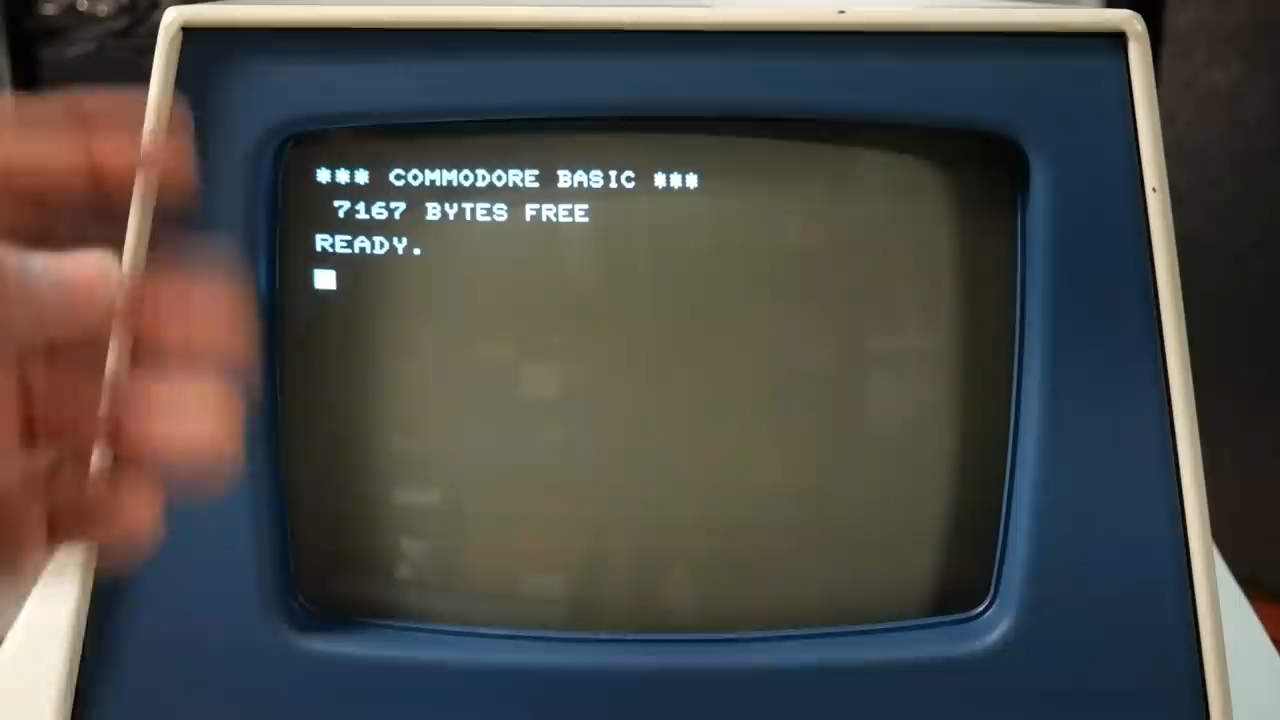 *** COMMODORE BASIC ***
7167 BYTES FREE
READY.